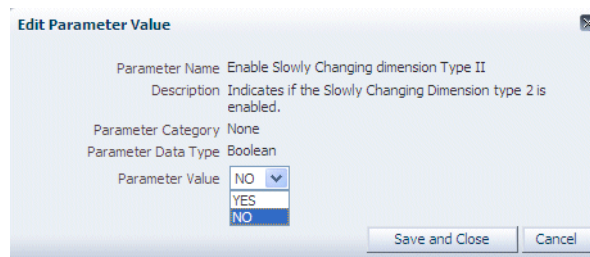 Edit Parameter Value
Parameter Name Enable Slowly Changing dimension Type II
Description Indicates if the Slowly Changing Dimension type 2 is
enabled.
Parameter Category None
Parameter Data Type Boolean
Parameter Value NO
YES
NO
Save and Close Cancel